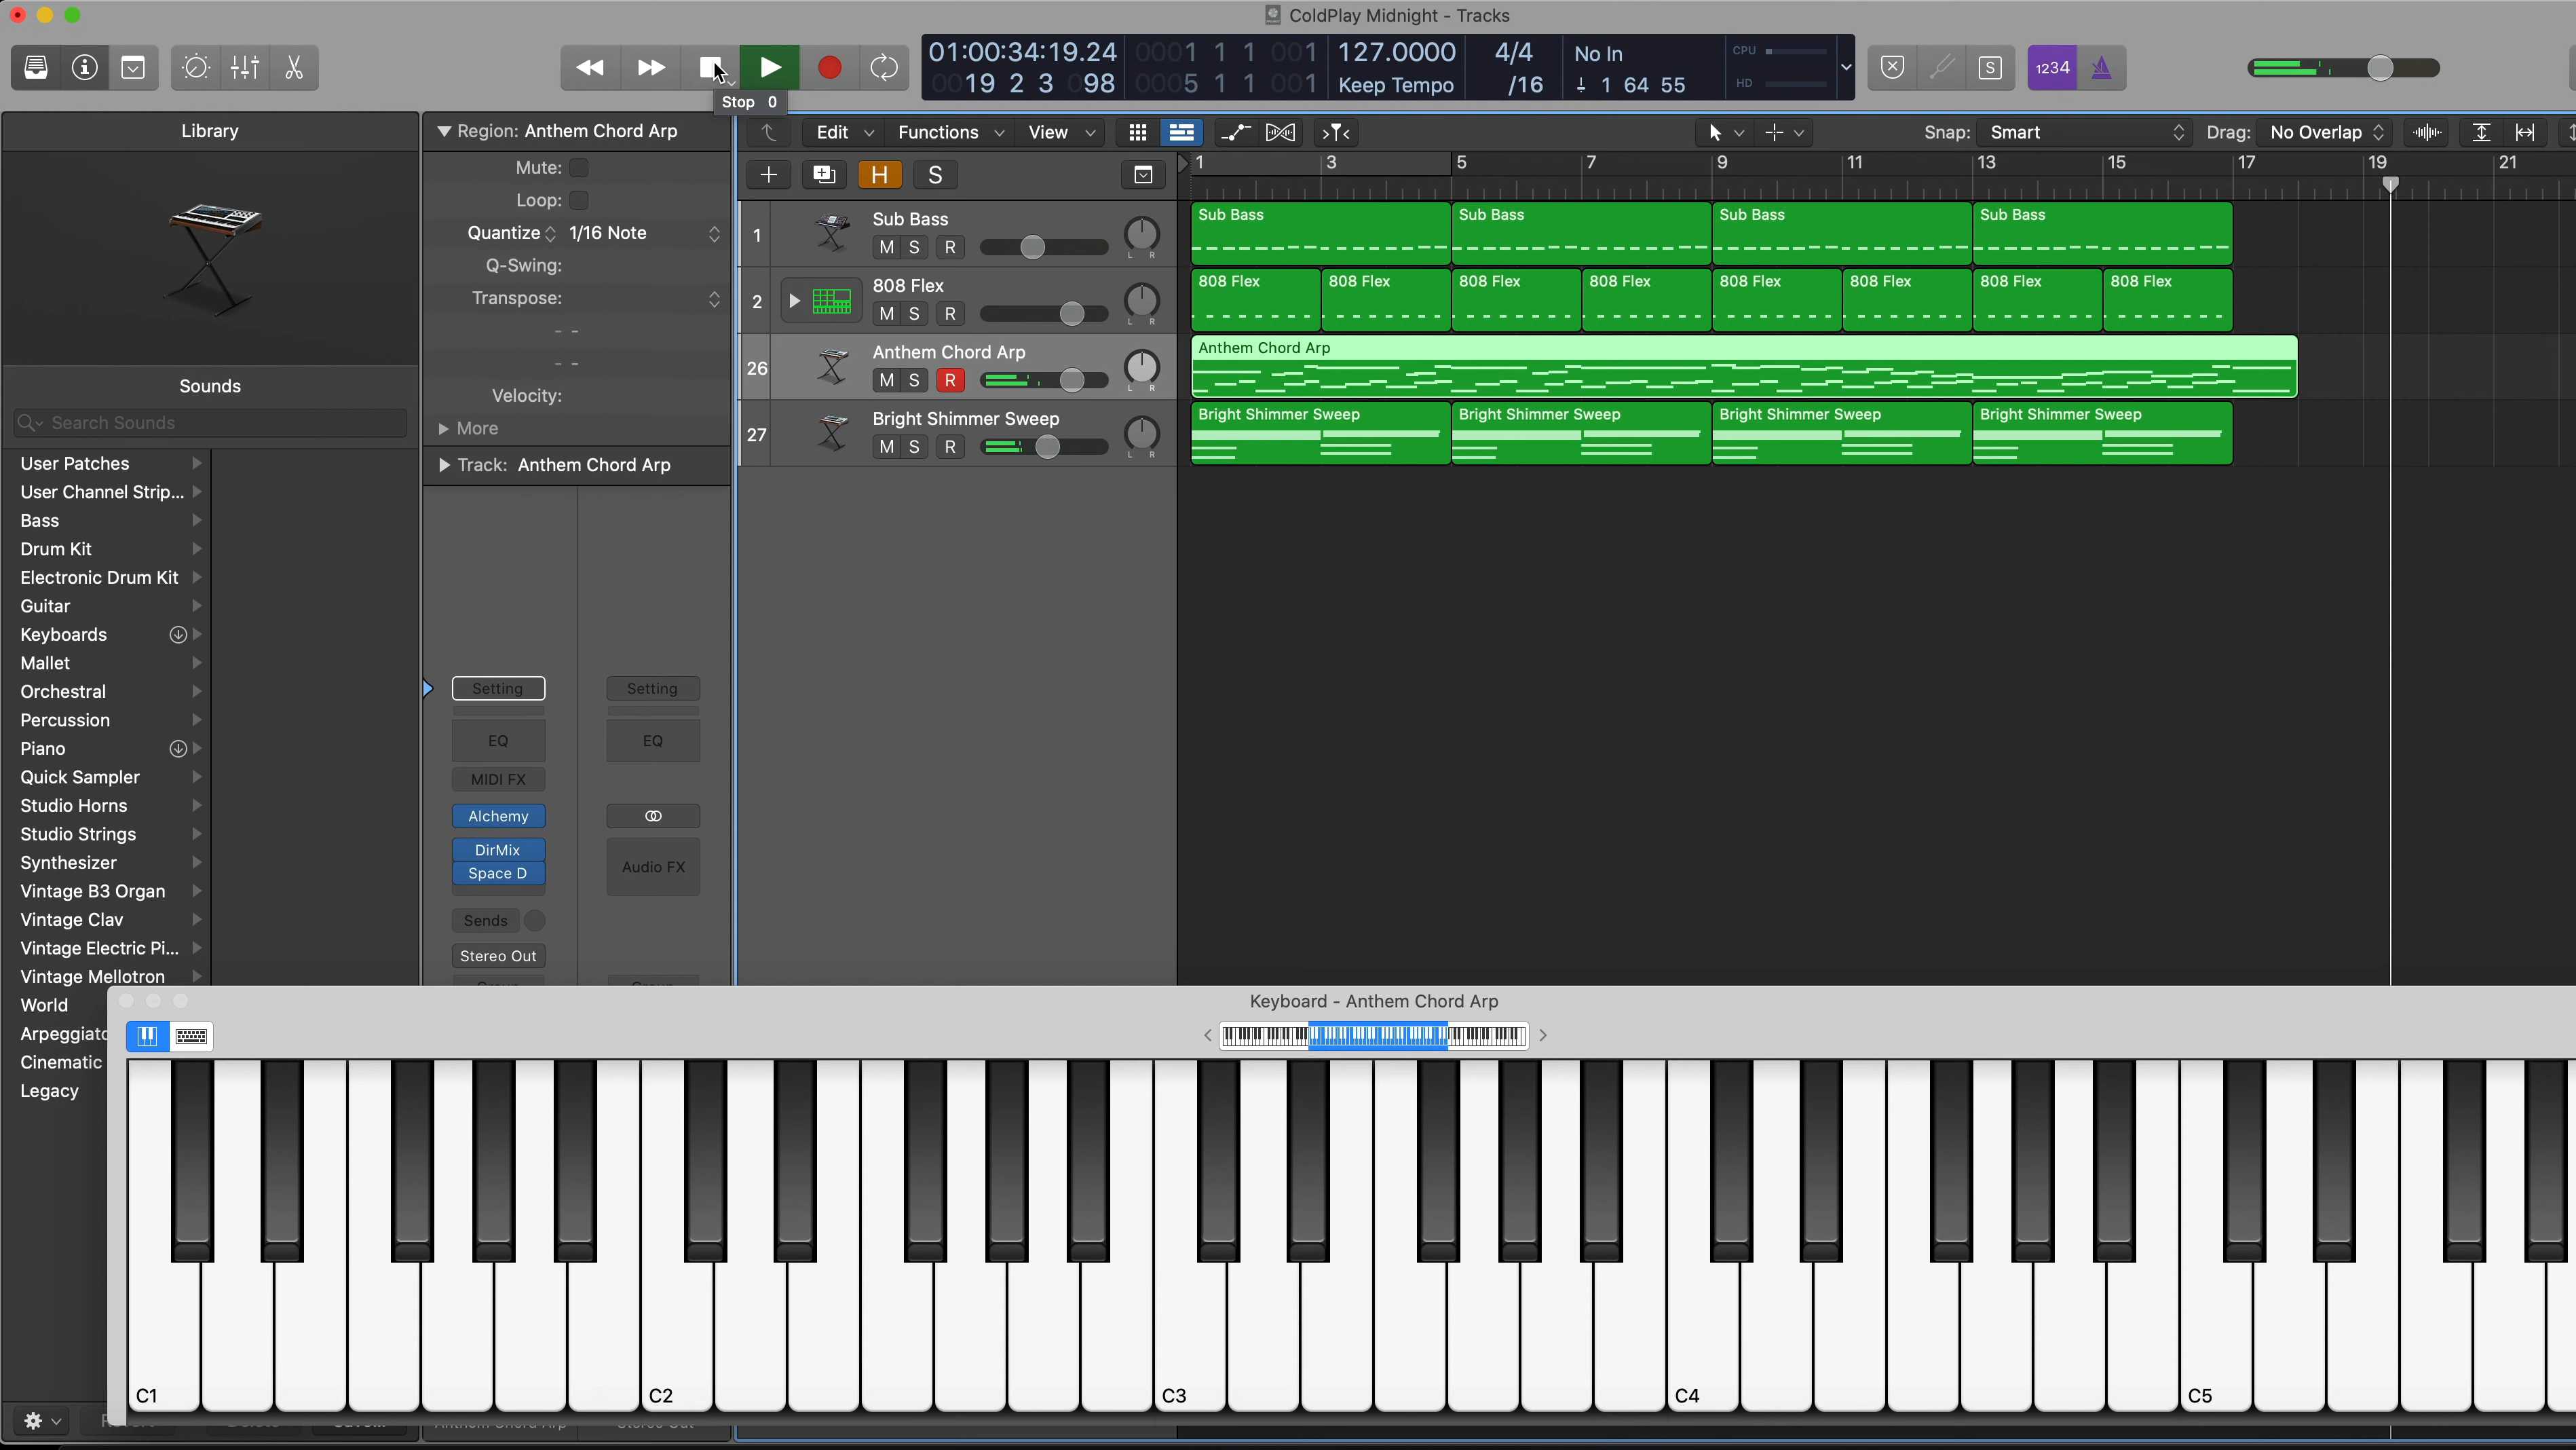 ColdPlay Midnight - Tracks
01:00:34:19.24
0019 2 3 098
0001 1 1 001
0005 1 1 001
127.0000
Keep Tempo
4/4
/16
No In
1 64 55
CPU
HD
S
1234
Stop 0
Library
Region: Anthem Chord Arp
Edit
Functions
View
Snap: Smart
Drag: No Overlap
Mute:
Loop:
Quantize 1/16 Note
Q-Swing:
Transpose:
- -
- -
Velocity:
More
Track: Anthem Chord Arp
H
S
1
3
5
7
9
11
13
15
17
19
21
1
Sub Bass
M S R
L R
Sub Bass
Sub Bass
Sub Bass
Sub Bass
2
808 Flex
M S R
L R
808 Flex
808 Flex
808 Flex
808 Flex
808 Flex
808 Flex
808 Flex
808 Flex
26
Anthem Chord Arp
M S R
L R
Anthem Chord Arp
27
Bright Shimmer Sweep
M S R
L R
Bright Shimmer Sweep
Bright Shimmer Sweep
Bright Shimmer Sweep
Bright Shimmer Sweep
Sounds
Search Sounds
User Patches
User Channel Strip...
Bass
Drum Kit
Electronic Drum Kit
Guitar
Keyboards
Mallet
Orchestral
Percussion
Piano
Quick Sampler
Studio Horns
Studio Strings
Synthesizer
Vintage B3 Organ
Vintage Clav
Vintage Electric Pi...
Vintage Mellotron
World
Cinematic
Legacy
Setting
EQ
MIDI FX
Alchemy
DirMix
Space D
Sends
Stereo Out
Setting
EQ
Audio FX
Keyboard - Anthem Chord Arp
C1
C2
C3
C4
C5